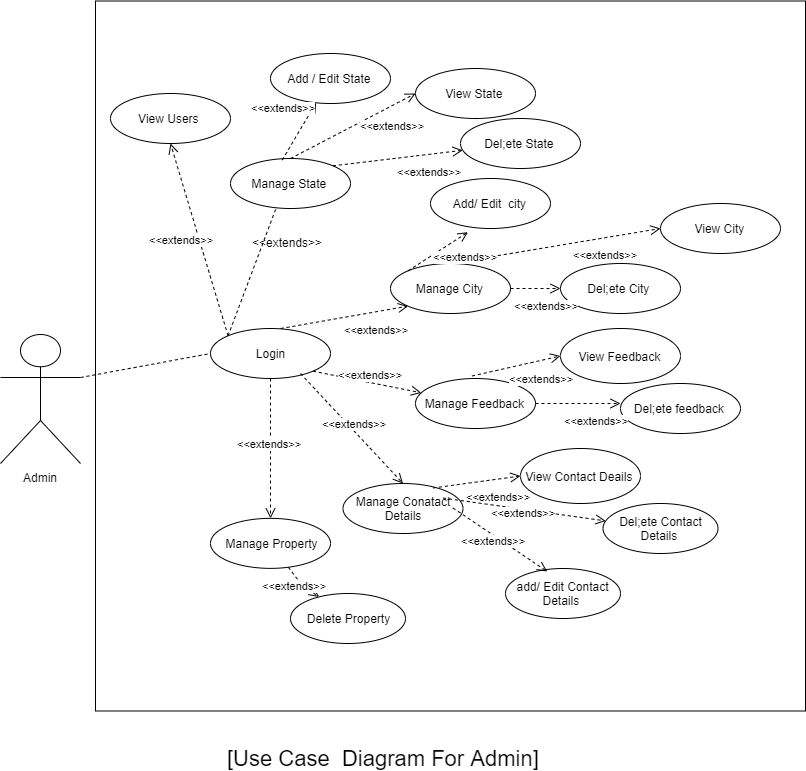 Add / Edit State
<<extends>>
View State
View Users
<<extends>>
Del;ete State
<<extends>>
Manage State
Add/ Edit  city
View City
<<extends>>
<<extends>>
<<extends>>
<<extends>>
Manage City
Del;ete City
<<extends>>
<<extends>>
Login
View Feedback
<<extends>>
<<extends>>
Manage Feedback
Del;ete feedback
<<extends>>
<<extends>>
<<extends>>
Admin
View Contact Deails
Manage Conatact
Details
<<extends>>
<<extends>>
Del;ete Contact
Details
<<extends>>
Manage Property
<<extends>>
add/ Edit Contact
Details
Delete Property
[Use Case  Diagram For Admin]